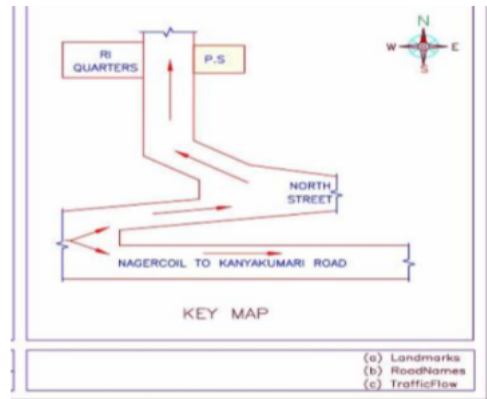 N
W E
S
RI
QUARTERS
P.S
NORTH
STREET
NAGERCOIL TO KANYAKUMARI ROAD
KEY MAP
(a) Landmarks
(b) RoadNames
(c) TrafficFlow